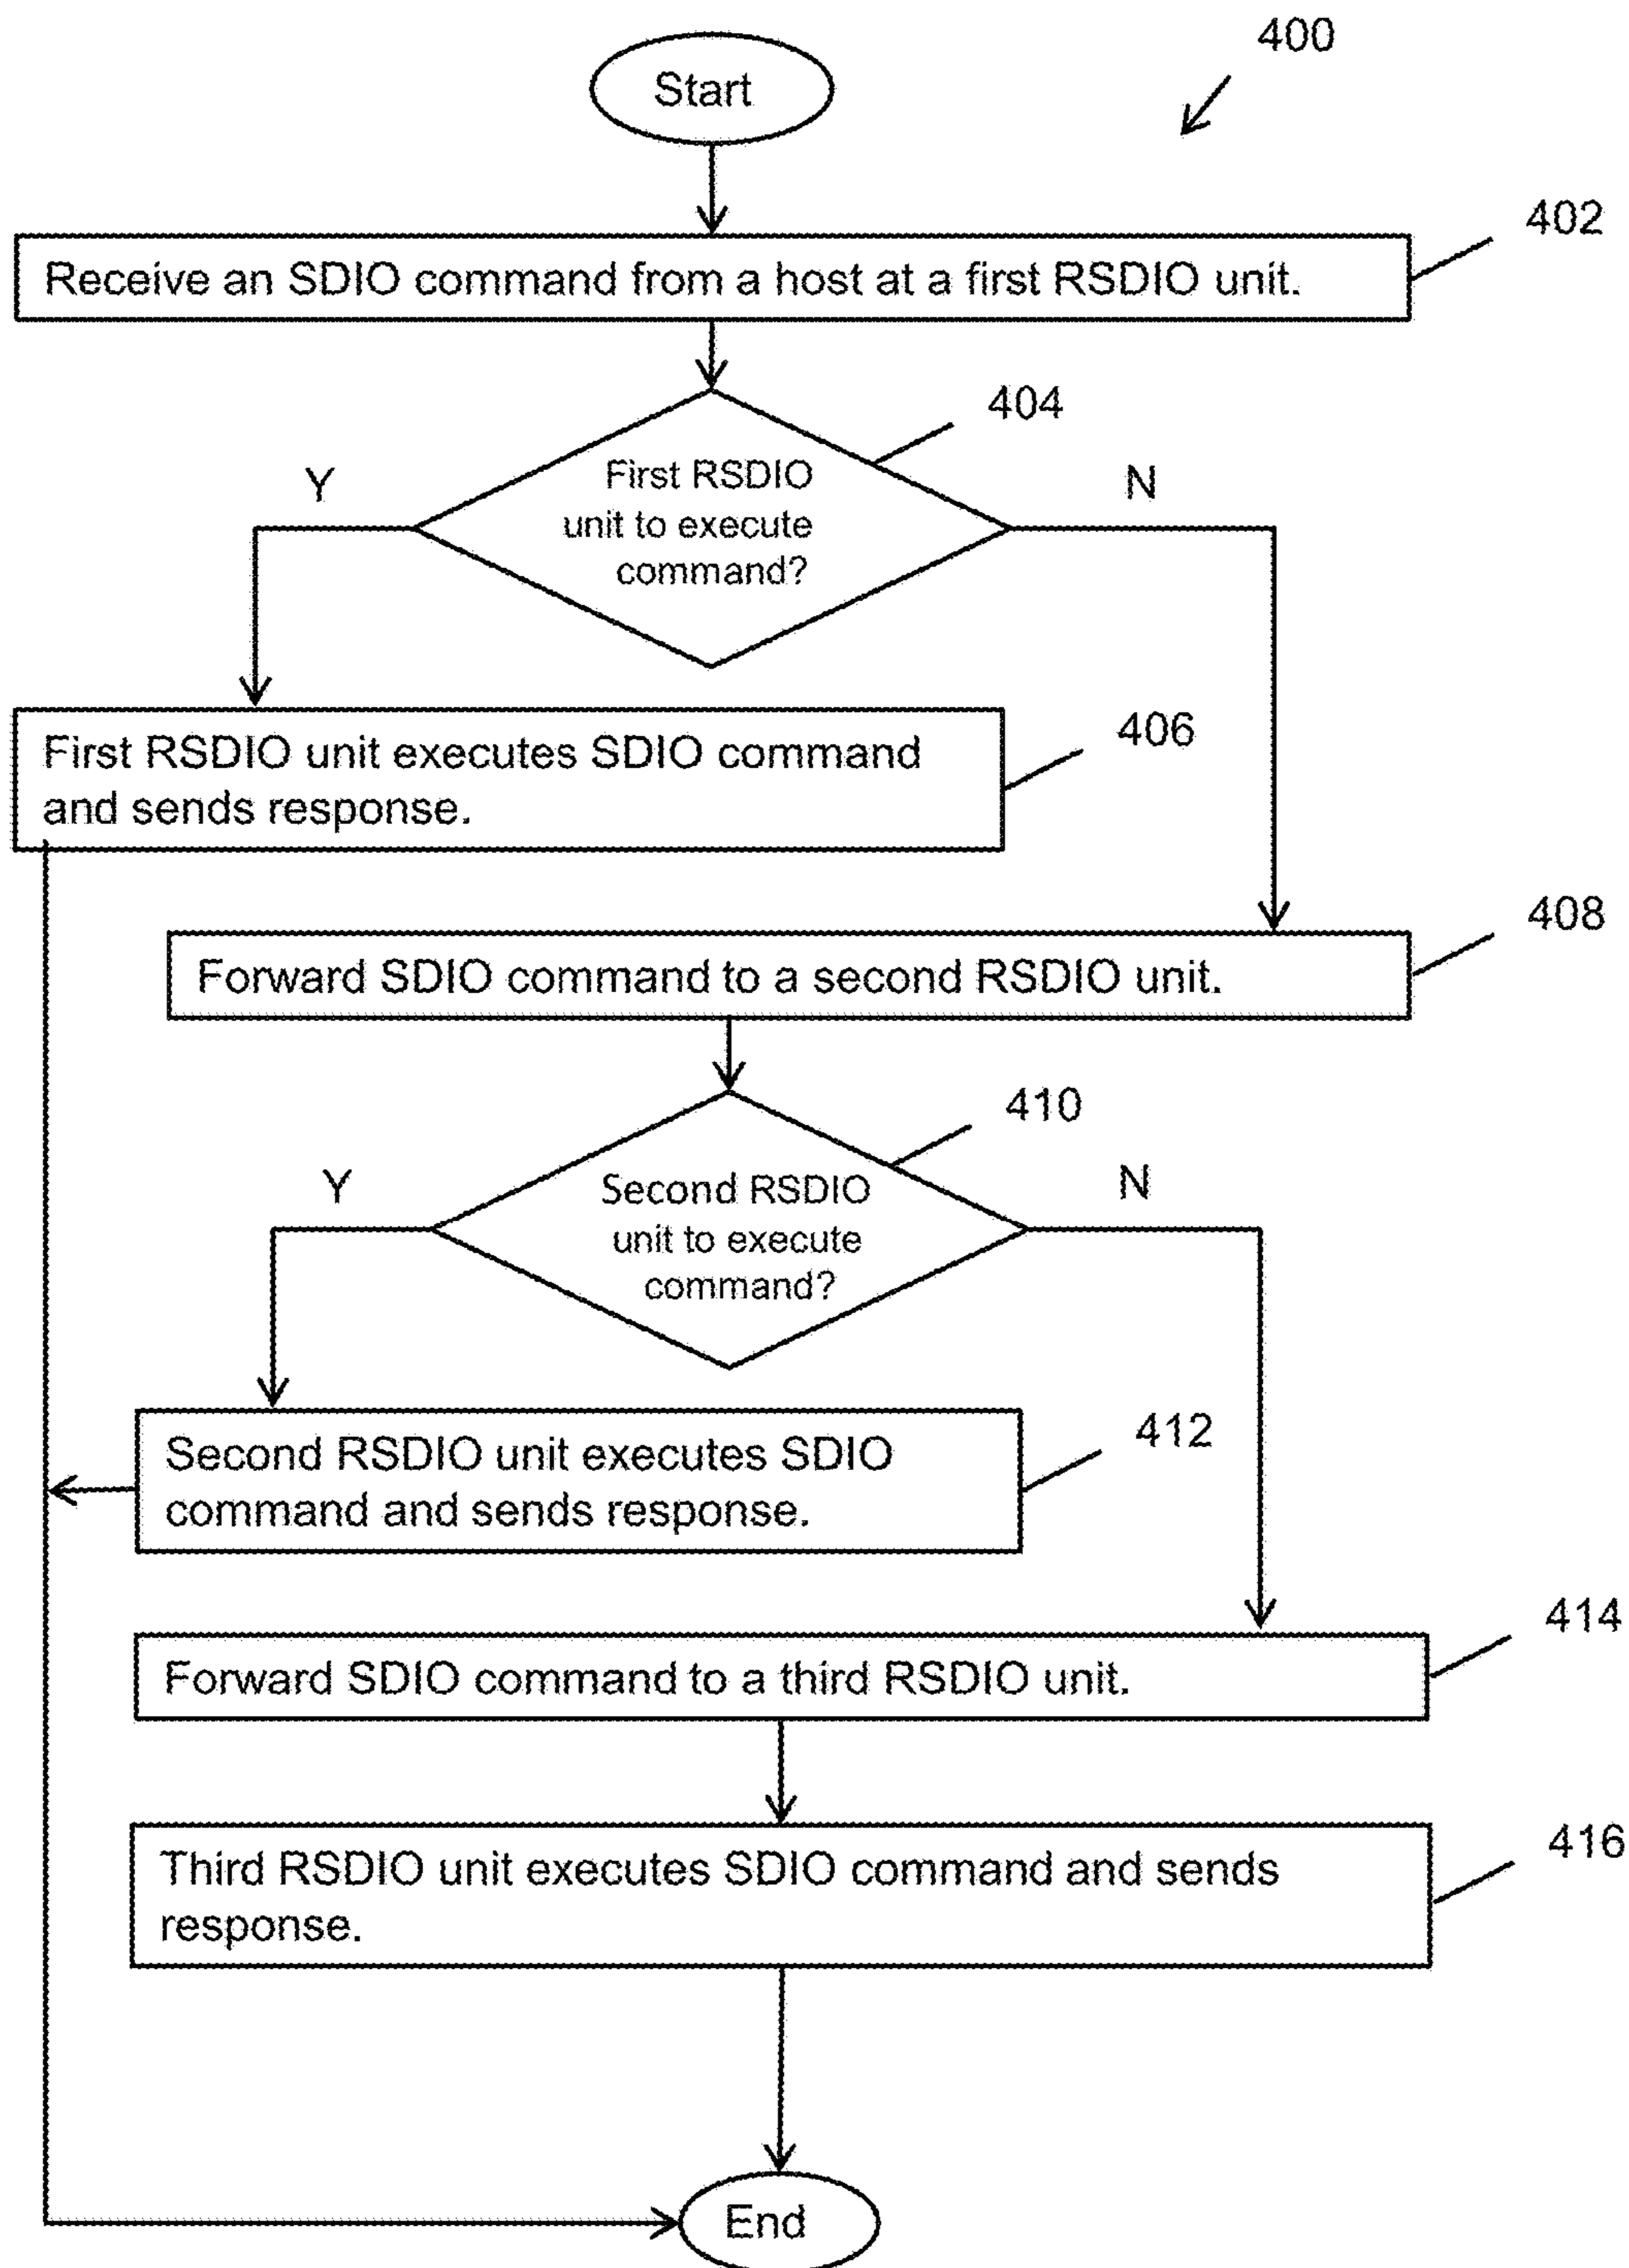 400
Start
402
Receive an SDIO command from a host at a first RSDIO unit.
404
Y
N
First RSDIO
unit to execute
command?
406
First RSDIO unit executes SDIO command
and sends response.
408
Forward SDIO command to a second RSDIO unit.
410
Y
N
Second RSDIO
unit to execute
command?
412
Second RSDIO unit executes SDIO
command and sends response.
414
Forward SDIO command to a third RSDIO unit.
416
Third RSDIO unit executes SDIO command and sends
response.
End